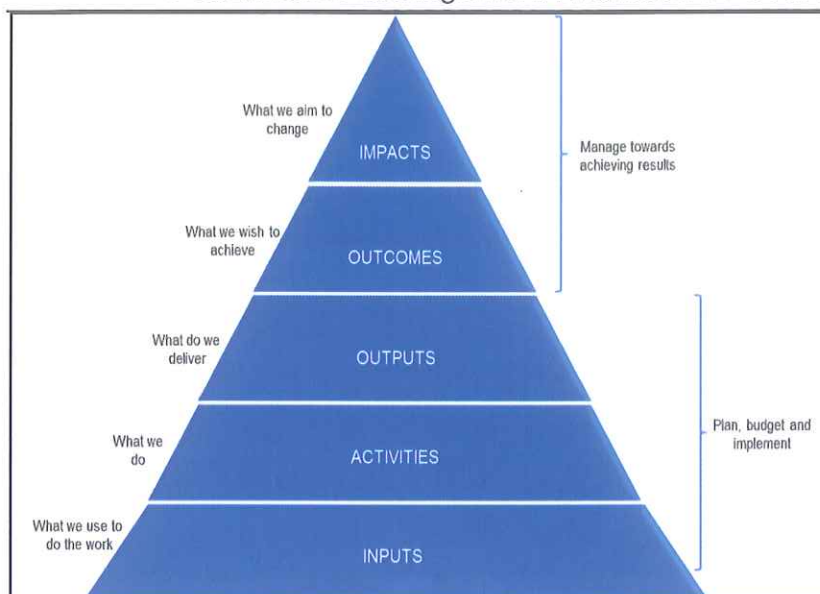 What we aim to
change
IMPACTS
Manage towards
achieving results
What we wish to
achieve
OUTCOMES
What do we
deliver
OUTPUTS
Plan, budget and
implement
What we
do
ACTIVITIES
What we use to
do the work
INPUTS